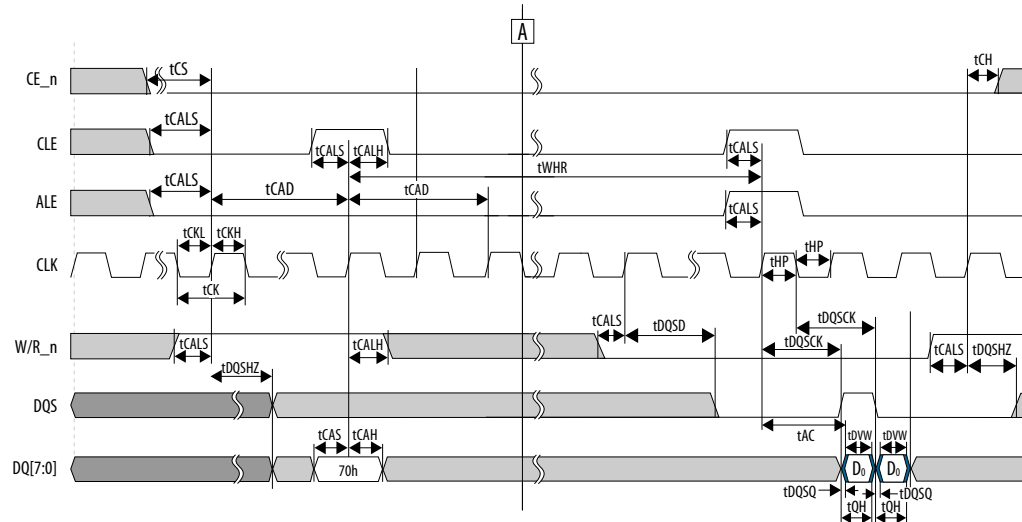 A
CE_n
tCS
tCH
CLE
tCALS
tCALS
tCALH
tCALS
tWHR
ALE
tCALS
tCAD
tCAD
tCALS
CLK
tCKL
tCKH
tCK
tHP
tHP
W/R_n
tCALS
tCALH
tCALS
tDQSD
tDQSCK
tDQSCK
tCALS
tDQSHZ
tDQSHZ
DQS
tCAS
tCAH
tAC
tDVW
tDVW
DQ[7:0]
70h
D₀
D₀
tDQSQ
tDQSQ
tQH
tQH